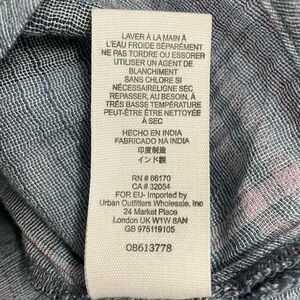 LAVER À LA MAIN À
L'EAU FROIDE SÉPARÉMENT
NE PAS TORDRE OU ESSORER
UTILISER UN AGENT DE
BLANCHIMENT
SANS CHLORE SI
NÉCESSAIRELIGNE SEC
REPASSER, AU BESOIN, À
TRÈS BASSE TEMPÉRATURE
PEUT-ÊTRE ÊTRE NETTOYÉE
À SEC
HECHO EN INDIA
FABRICADO NA INDIA
印度制造
インド製
RN # 66170
CA # 32054
FOR EU- Imported by
Urban Outfitters Wholesale, Inc
24 Market Place
London UK W1W 8AN
GB 975119105
OB613778